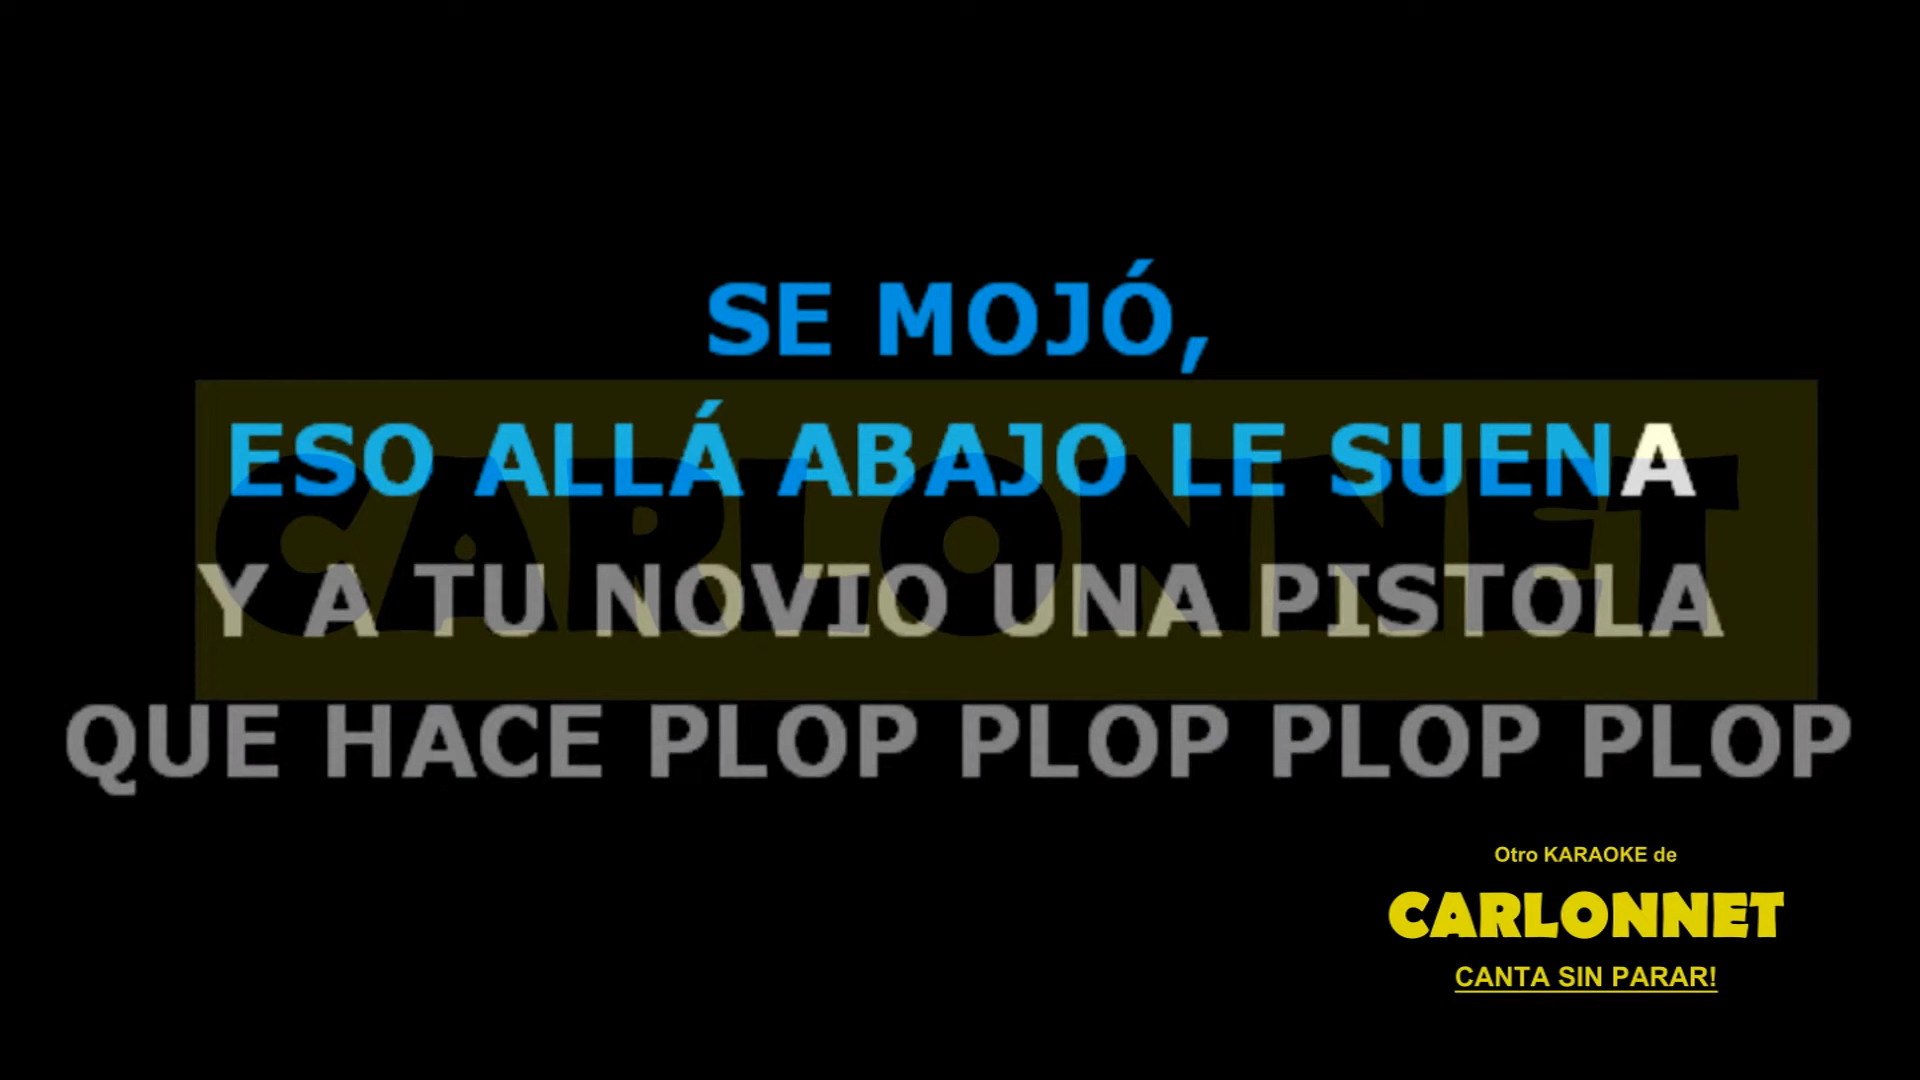 SE MOJÓ,
ESO ALLÁ ABAJO LE SUENA
CARLONNET
Y A TU NOVIO UNA PISTOLA
QUE HACE PLOP PLOP PLOP PLOP
Otro KARAOKE de
CARLONNET
CANTA SIN PARAR!